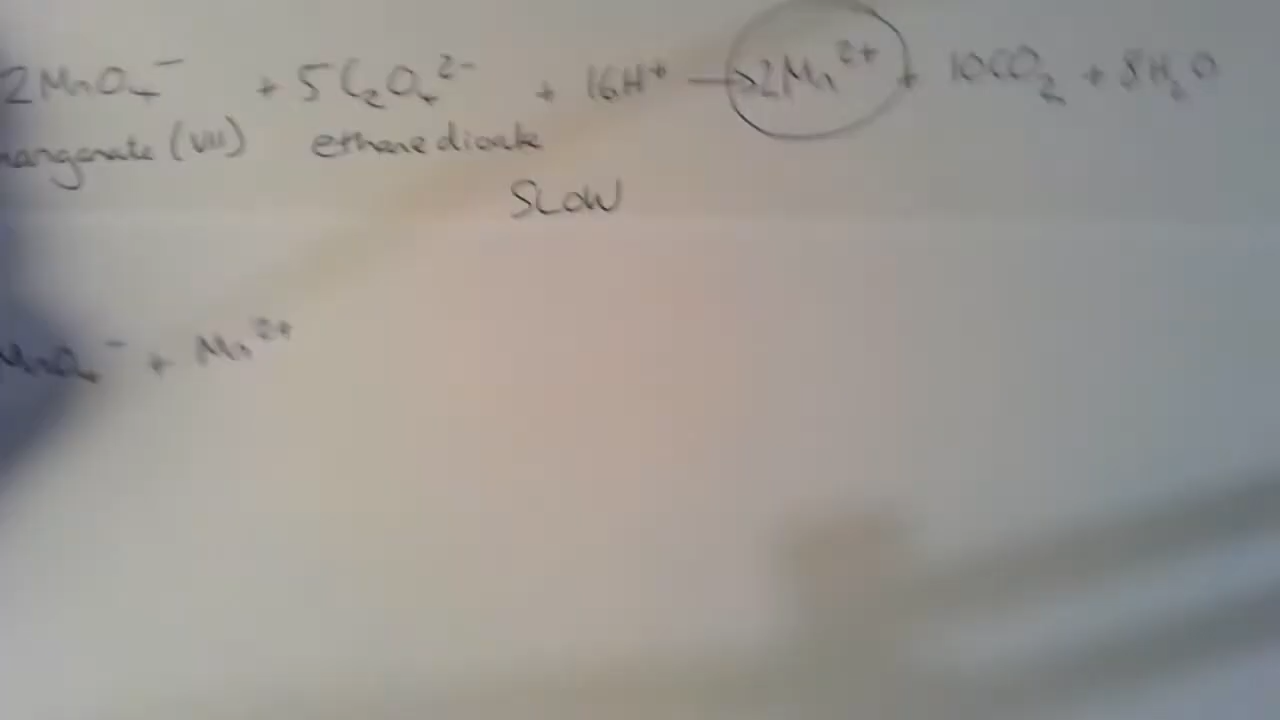 2MnO₄⁻ + 5C₂O₄²⁻ + 16H⁺ → 2Mn²⁺ + 10CO₂ + 8H₂O
manganate (VII) ethanedioate
SLOW
MnO₄⁻ + Mn²⁺